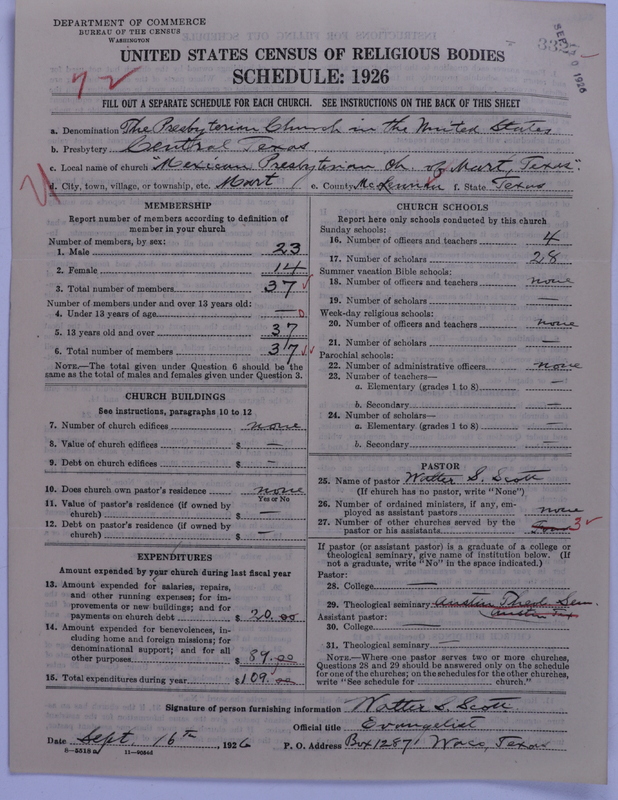 DEPARTMENT OF COMMERCE
BUREAU OF THE CENSUS
WASHINGTON
SEP 20 1926
UNITED STATES CENSUS OF RELIGIOUS BODIES
SCHEDULE: 1926
72
FILL OUT A SEPARATE SCHEDULE FOR EACH CHURCH. SEE INSTRUCTIONS ON THE BACK OF THIS SHEET
a. Denomination The Presbyterian Church in the United States
b. Presbytery Central Texas
c. Local name of church "Mexican Presbyterian Ch. of Mart, Texas".
d. City, town, village, or township, etc. Mart e. County McLennan f. State Texas
MEMBERSHIP
Report number of members according to definition of
member in your church
Number of members, by sex:
1. Male 23
2. Female 14
3. Total number of members 37
Number of members under and over 13 years old:
4. Under 13 years of age — 0
5. 13 years old and over 37
6. Total number of members 37
NOTE.—The total given under Question 6 should be the
same as the total of males and females given under Question 3.
CHURCH BUILDINGS
See instructions, paragraphs 10 to 12
7. Number of church edifices none
8. Value of church edifices $ —
9. Debt on church edifices $ —
10. Does church own pastor's residence none
Yes or No
11. Value of pastor's residence (if owned by
church) $ —
12. Debt on pastor's residence (if owned by
church) $ —
EXPENDITURES
Amount expended by your church during last fiscal year
13. Amount expended for salaries, repairs,
and other running expenses; for im-
provements or new buildings; and for
payments on church debt $ 20.00
14. Amount expended for benevolences, in-
cluding home and foreign missions; for
denominational support; and for all
other purposes $ 89.00
15. Total expenditures during year $ 109.00
CHURCH SCHOOLS
Report here only schools conducted by this church
Sunday schools:
16. Number of officers and teachers 4
17. Number of scholars 28
Summer vacation Bible schools:
18. Number of officers and teachers none
19. Number of scholars —
Week-day religious schools:
20. Number of officers and teachers none
21. Number of scholars —
Parochial schools:
22. Number of administrative officers none
23. Number of teachers—
a. Elementary (grades 1 to 8) —
b. Secondary —
24. Number of scholars—
a. Elementary (grades 1 to 8) —
b. Secondary —
PASTOR
25. Name of pastor Walter S. Scott
(If church has no pastor, write "None")
26. Number of ordained ministers, if any, em-
ployed as assistant pastors none
27. Number of other churches served by the
pastor or his assistants Four 3
If pastor (or assistant pastor) is a graduate of a college or
theological seminary, give name of institution below. (If
not a graduate, write "No" in the space indicated.)
Pastor:
28. College —
29. Theological seminary Austin Theol. Sem.
Austin Tex
Assistant pastor:
30. College —
31. Theological seminary —
NOTE.—Where one pastor serves two or more churches,
Questions 28 and 29 should be answered only on the schedule
for one of the churches; on the schedules for the other churches,
write "See schedule for church."
Signature of person furnishing information Walter S. Scott.
Official title Evangelist
Date Sept. 16th, 1926 P. O. Address Box 1287, Waco, Texas
8—5518 a 11—9056d